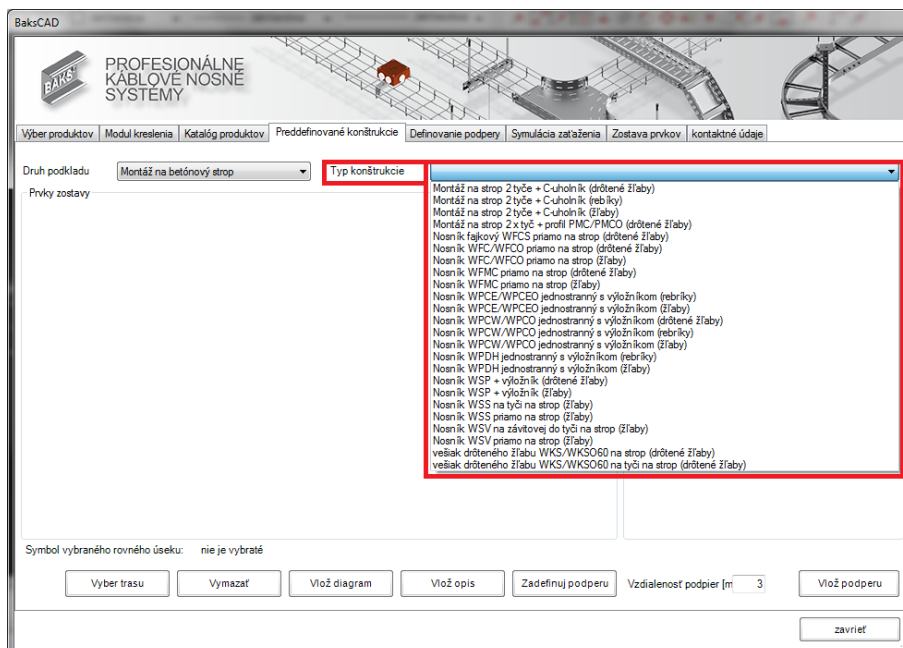 BaksCAD
BAKS
PROFESIONÁLNE
KÁBLOVÉ NOSNÉ
SYSTÉMY
Výber produktov Modul kreslenia Katalóg produktov Preddefinované konštrukcie Definovanie podpery Symulácia zaťaženia Zostava prvkov kontaktné údaje
Druh podkladu Montáž na betónový strop Typ konštrukcie
Prvky zostavy
Montáž na strop 2 tyče + C-uholník (drôtené žľaby)
Montáž na strop 2 tyče + C-uholník (rebíky)
Montáž na strop 2 tyče + C-uholník (žľaby)
Montáž na strop 2 x tyč + profil PMC/PMCO (drôtené žľaby)
Nosník fajkový WFCS priamo na strop (drôtené žľaby)
Nosník WFC/WFCO priamo na strop (drôtené žľaby)
Nosník WFC/WFCO priamo na strop (žľaby)
Nosník WFMC priamo na strop (drôtené žľaby)
Nosník WFMC priamo na strop (žľaby)
Nosník WPCE/WPCEO jednostranný s výložníkom (rebríky)
Nosník WPCE/WPCEO jednostranný s výložníkom (žľaby)
Nosník WPCW/WPCO jednostranný s výložníkom (drôtené žľaby)
Nosník WPCW/WPCO jednostranný s výložníkom (rebríky)
Nosník WPCW/WPCO jednostranný s výložníkom (žľaby)
Nosník WPDH jednostranný s výložníkom (rebríky)
Nosník WPDH jednostranný s výložníkom (žľaby)
Nosník WSP + výložník (drôtené žľaby)
Nosník WSP + výložník (žľaby)
Nosník WSS na tyči na strop (žľaby)
Nosník WSS priamo na strop (žľaby)
Nosník WSV na závitovej do tyči na strop (žľaby)
Nosník WSV priamo na strop (žľaby)
vešiak drôteného žľabu WKS/WKSO60 na strop (drôtené žľaby)
vešiak drôteného žľabu WKS/WKSO60 na tyči na strop (drôtené žľaby)
Symbol vybraného rovného úseku: nie je vybraté
Vyber trasu Vymazať Vlož diagram Vlož opis Zadefinuj podperu Vzdialenosť podpier [m 3 Vlož podperu
zavrieť